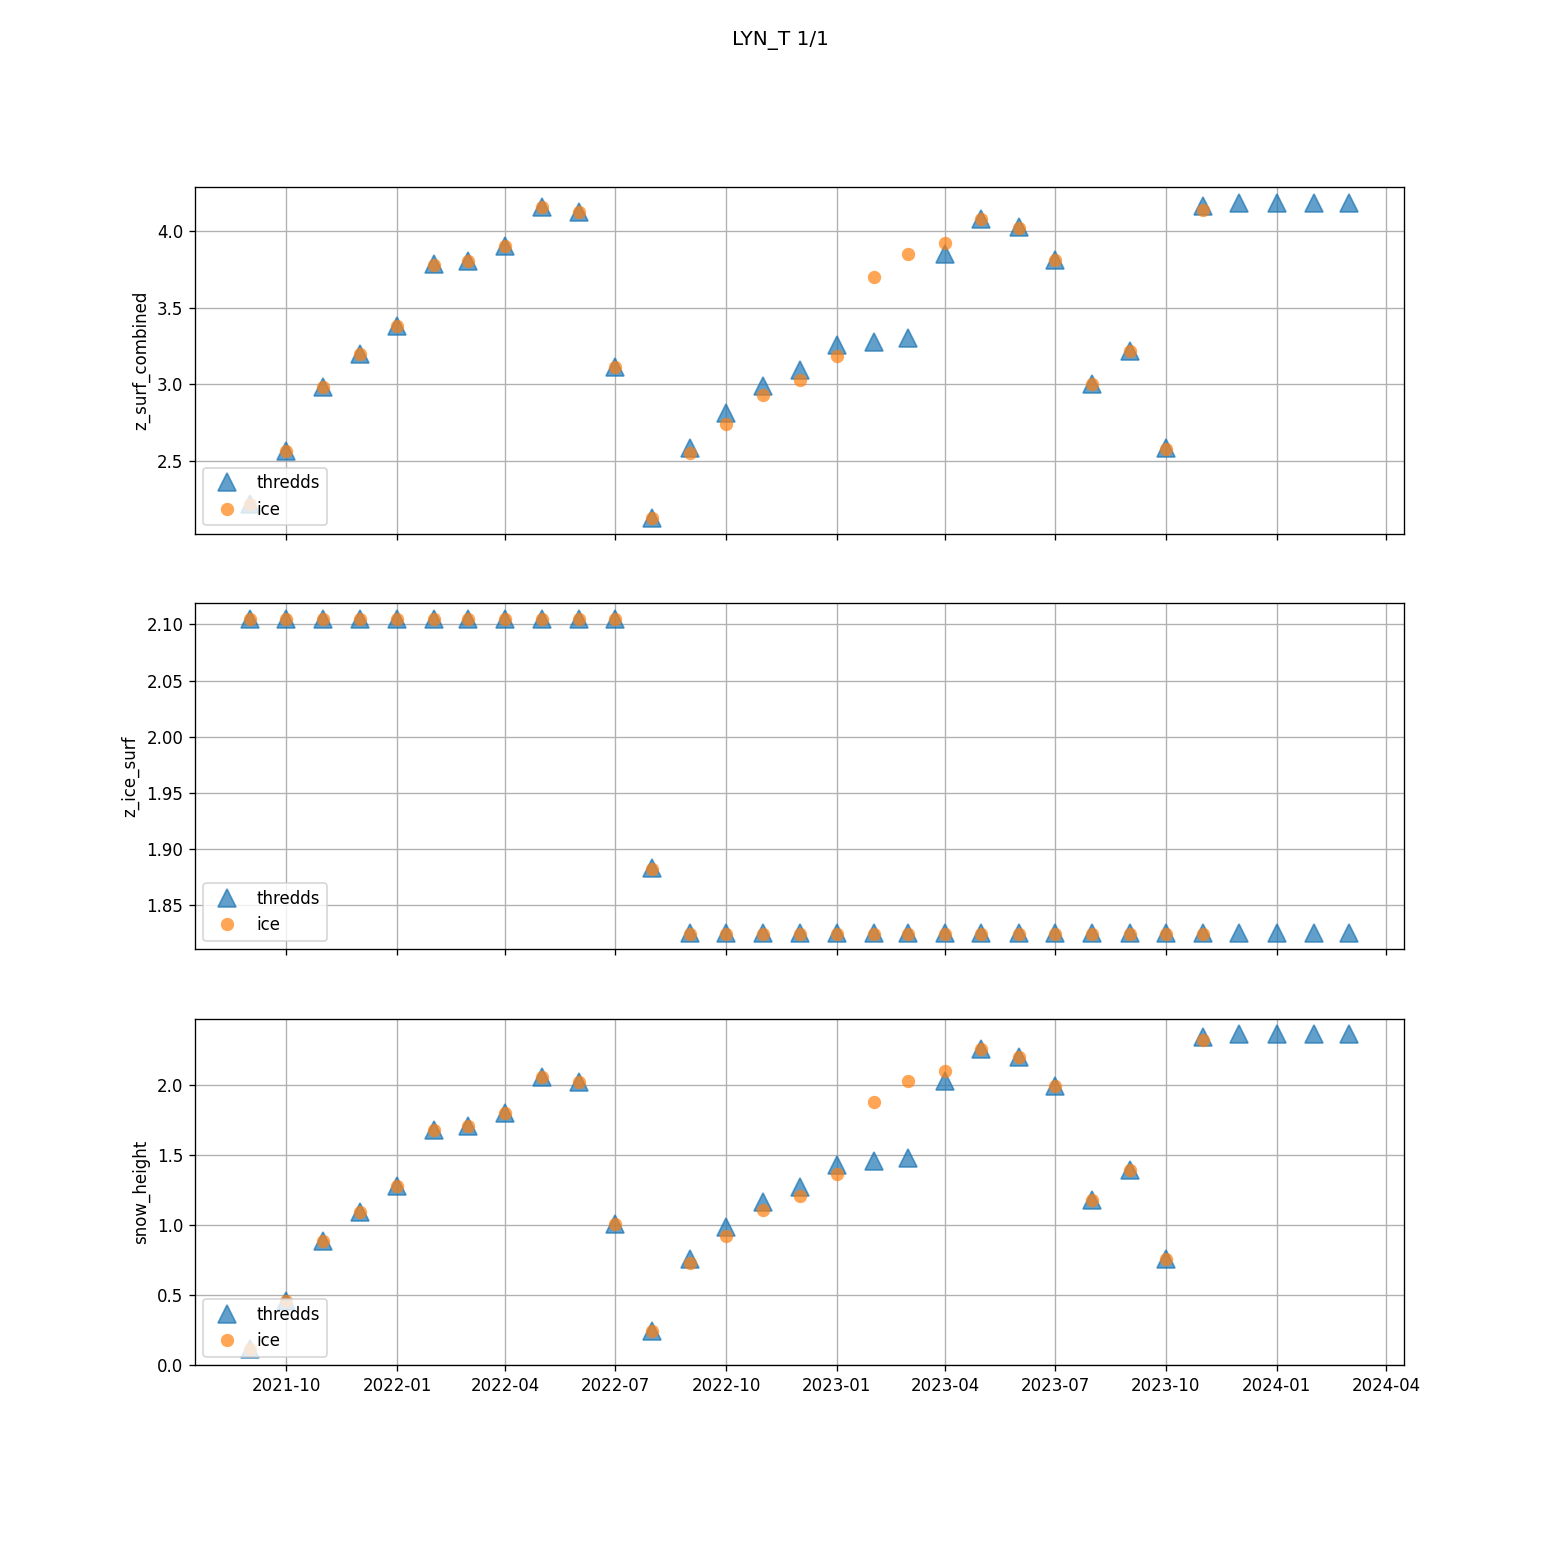 LYN_T 1/1
z_surf_combined
4.0
3.5
3.0
2.5
thredds
ice
z_ice_surf
2.10
2.05
2.00
1.95
1.90
1.85
thredds
ice
snow_height
2.0
1.5
1.0
0.5
0.0
thredds
ice
2021-10 2022-01 2022-04 2022-07 2022-10 2023-01 2023-04 2023-07 2023-10 2024-01 2024-04